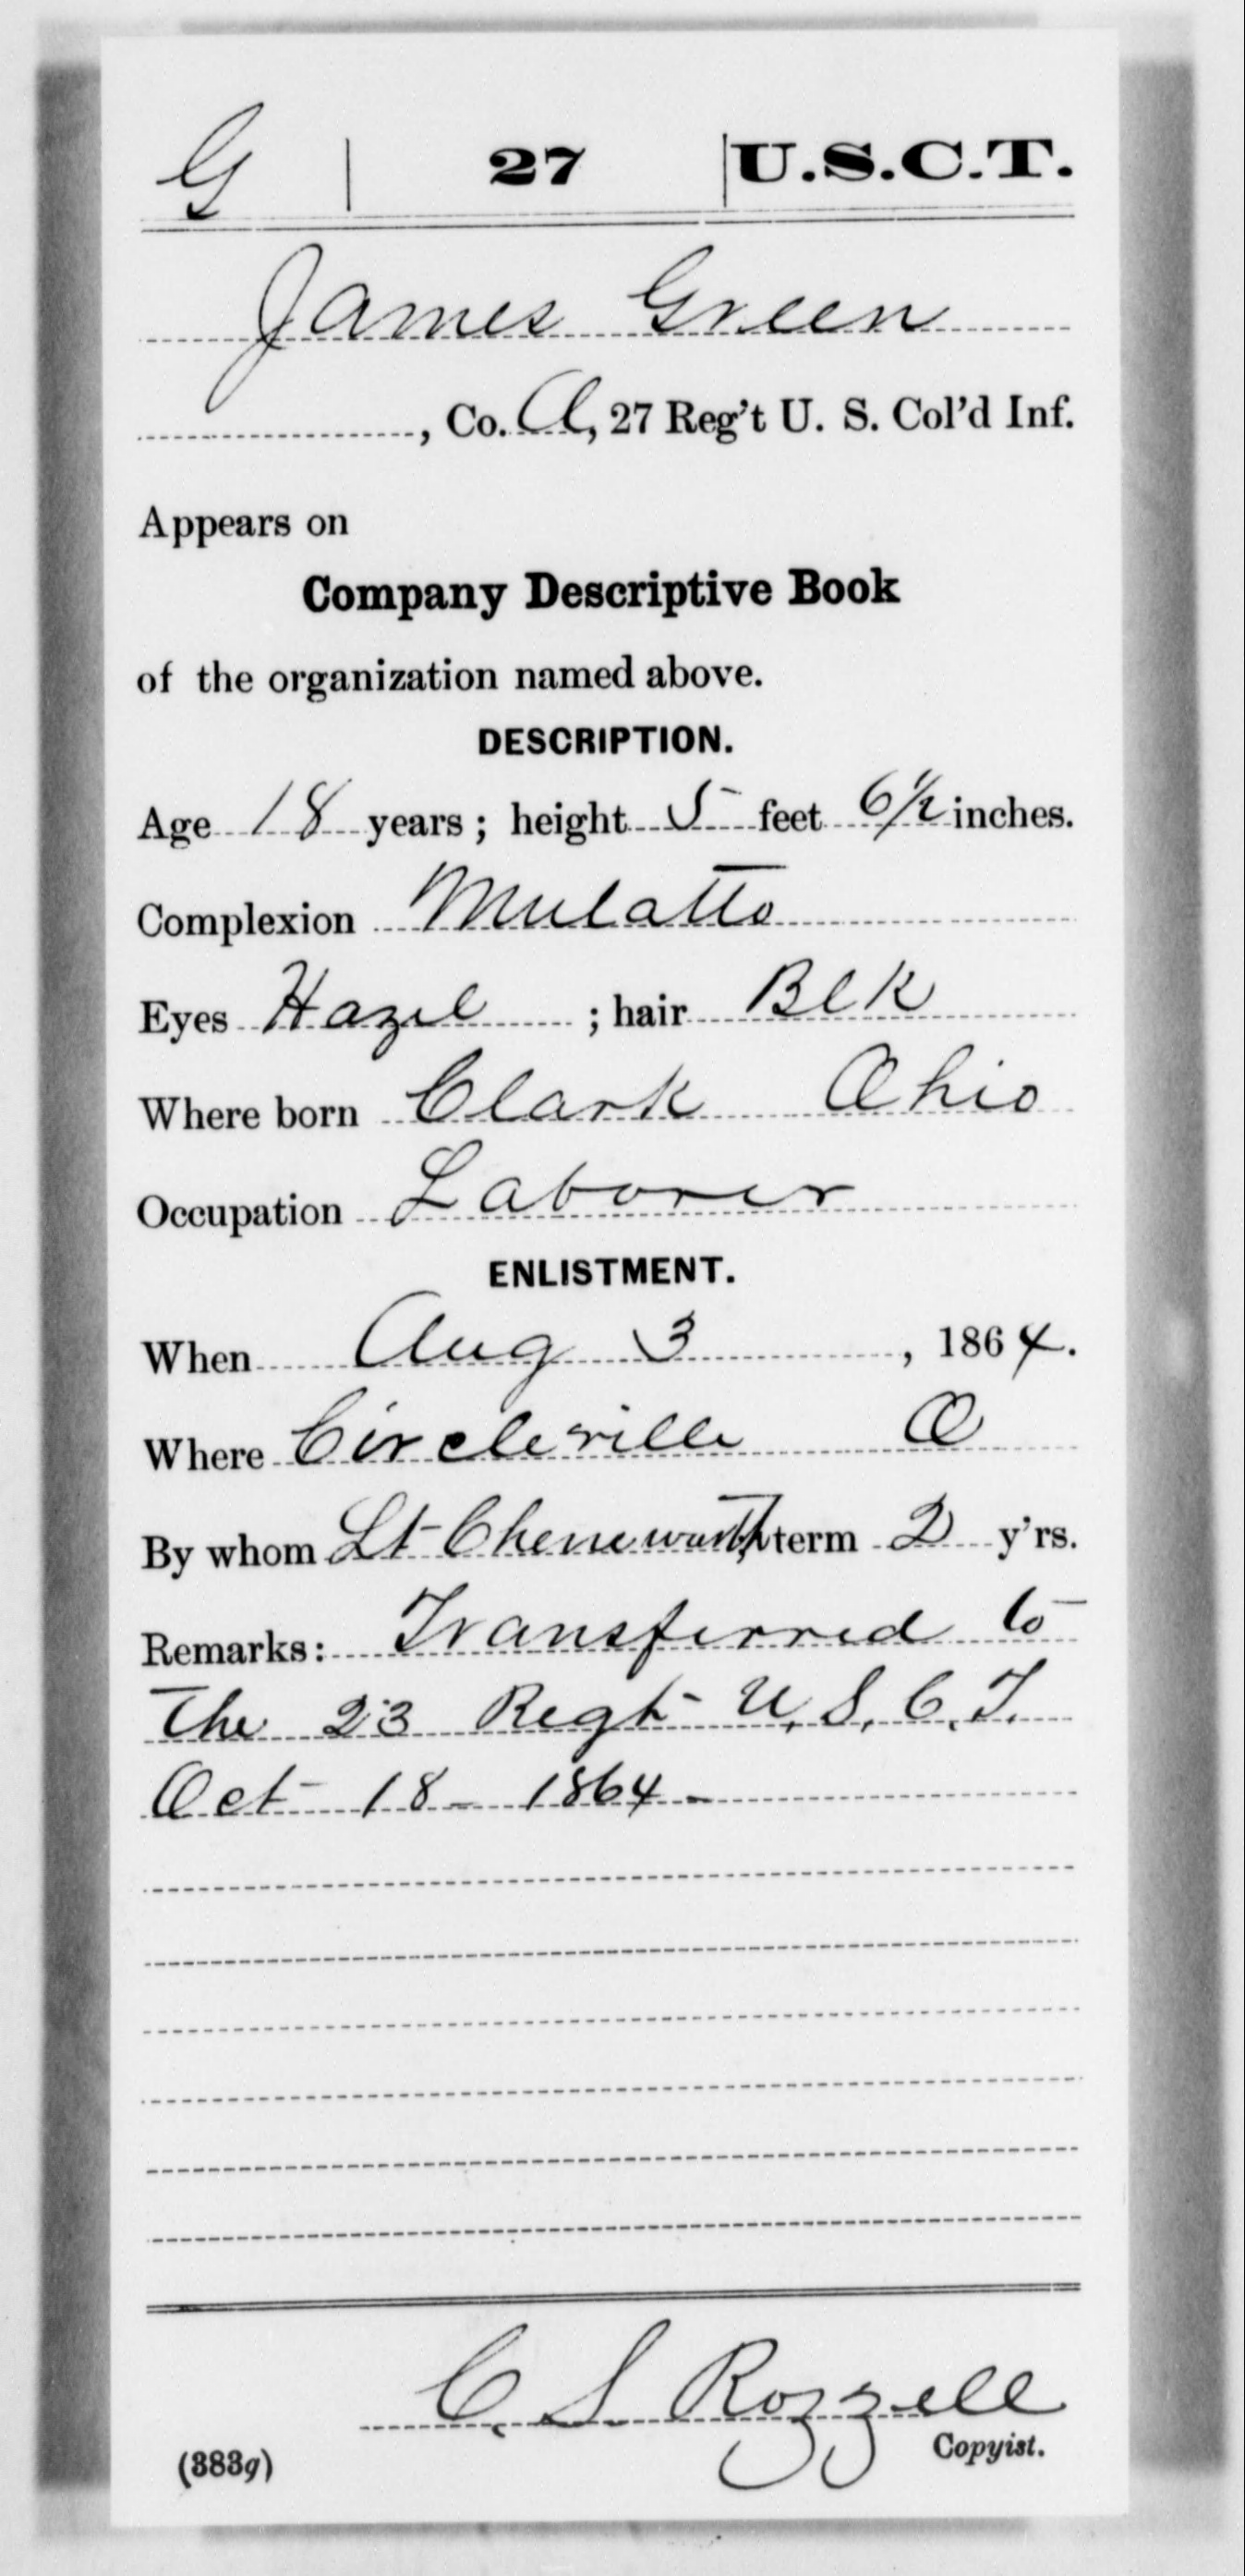 G | 27 | U.S.C.T.
James Green
, Co. A, 27 Reg't U. S. Col'd Inf.
Appears on
Company Descriptive Book
of the organization named above.
DESCRIPTION.
Age 18 years; height 5 feet 6½ inches.
Complexion Mulatto
Eyes Hazel ; hair Blk
Where born Clark Ohio
Occupation Laborer
ENLISTMENT.
When Aug 3, 1864.
Where Circleville O
By whom Lt Cheneworth, term 2 y'rs.
Remarks: Transferred to
the 23 Regt U.S.C.T.
Oct 18 - 1864 -
C. S. Rozzell
Copyist.
(383g)